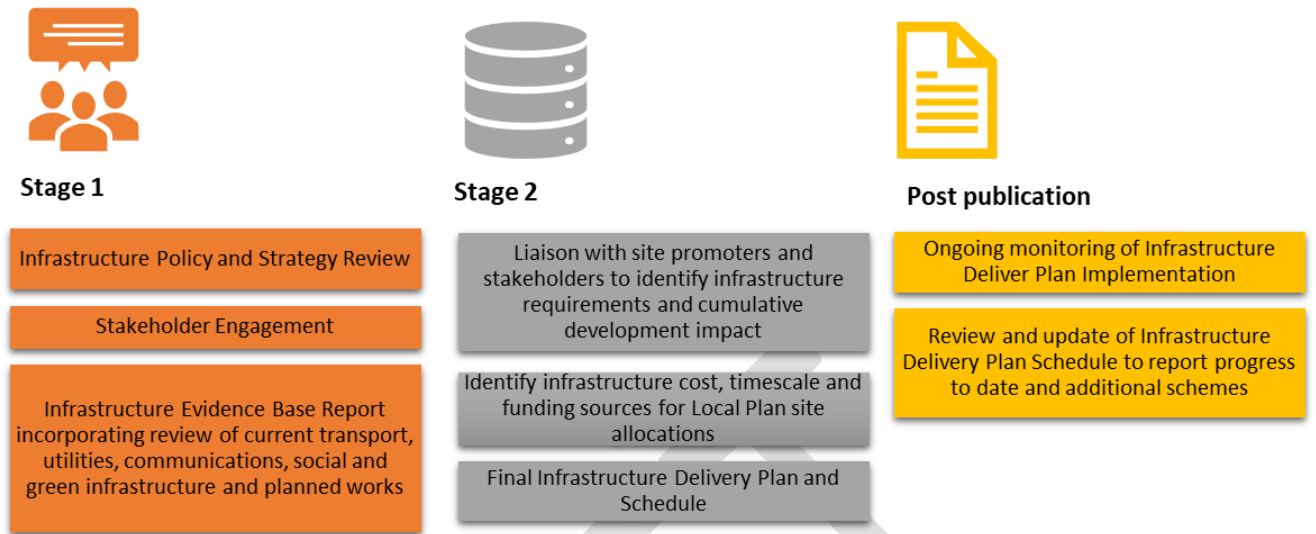 Stage 1
Infrastructure Policy and Strategy Review
Stakeholder Engagement
Infrastructure Evidence Base Report
incorporating review of current transport,
utilities, communications, social and
green infrastructure and planned works
Stage 2
Liaison with site promoters and
stakeholders to identify infrastructure
requirements and cumulative
development impact
Identify infrastructure cost, timescale and
funding sources for Local Plan site
allocations
Final Infrastructure Delivery Plan and
Schedule
Post publication
Ongoing monitoring of Infrastructure
Deliver Plan Implementation
Review and update of Infrastructure
Delivery Plan Schedule to report progress
to date and additional schemes